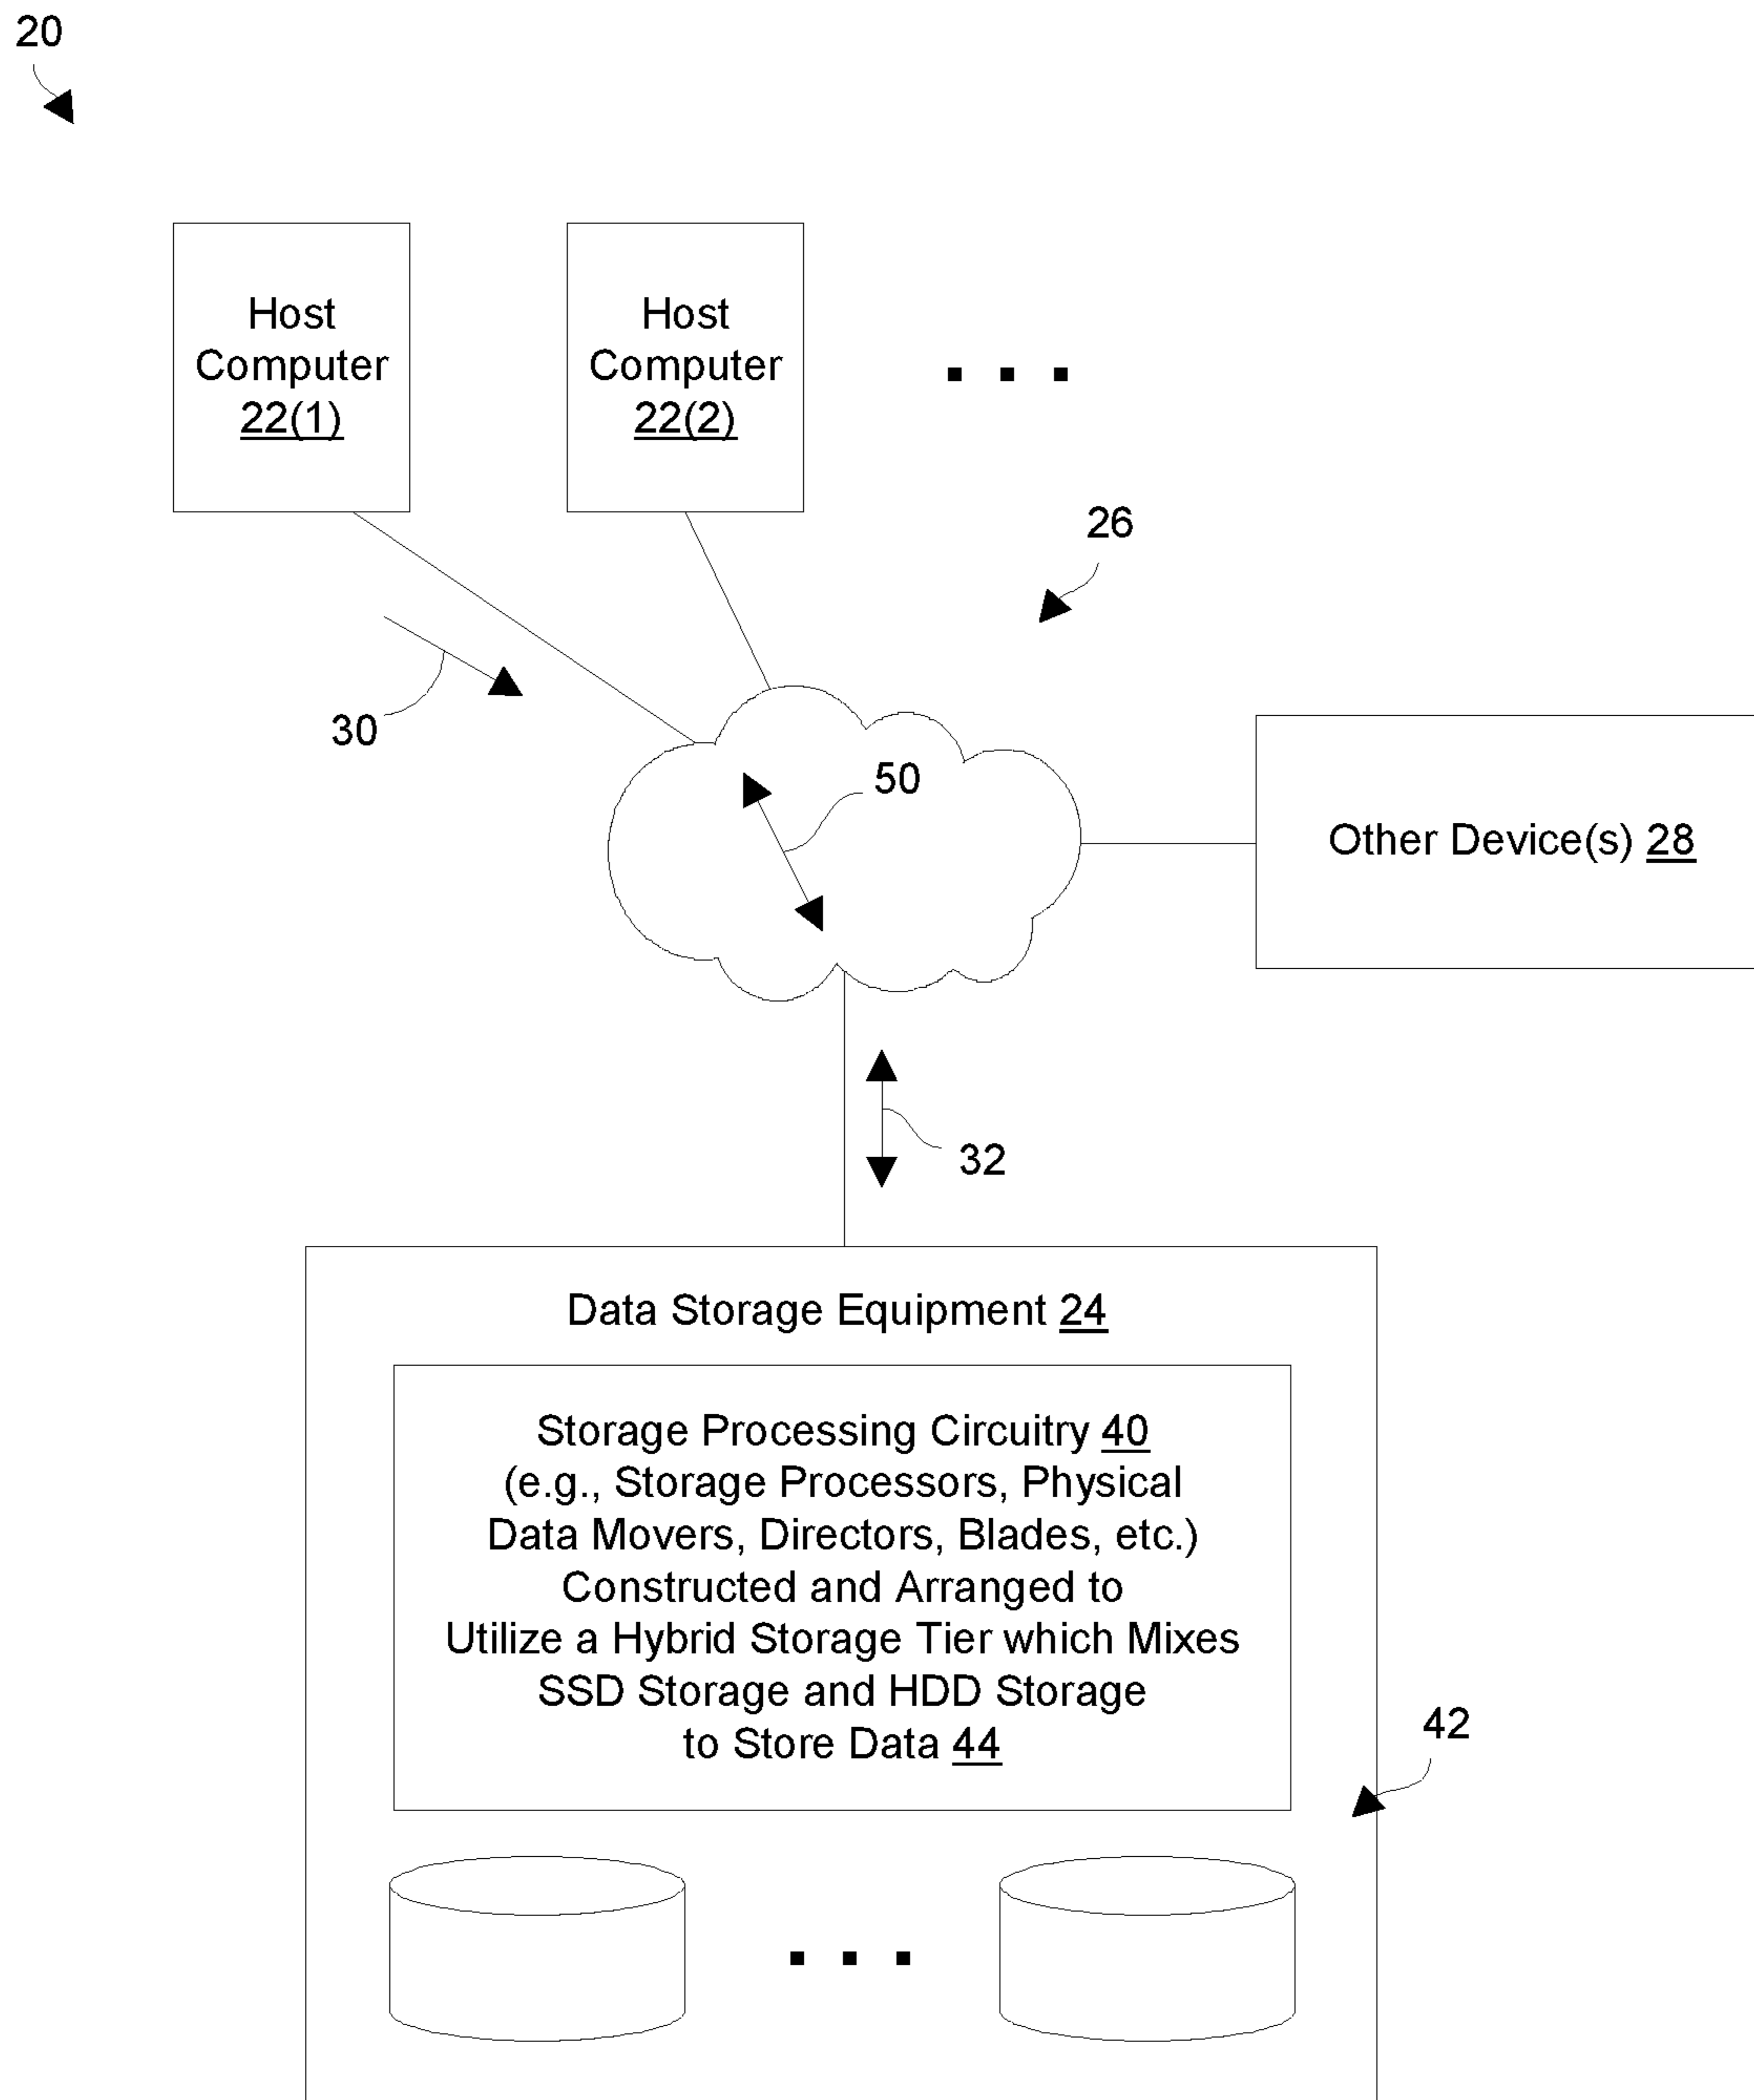 20
Host
Computer
22(1)
Host
Computer
22(2)
. . .
26
30
50
Other Device(s) 28
32
Data Storage Equipment 24
Storage Processing Circuitry 40
(e.g., Storage Processors, Physical
Data Movers, Directors, Blades, etc.)
Constructed and Arranged to
Utilize a Hybrid Storage Tier which Mixes
SSD Storage and HDD Storage
to Store Data 44
42
. . .